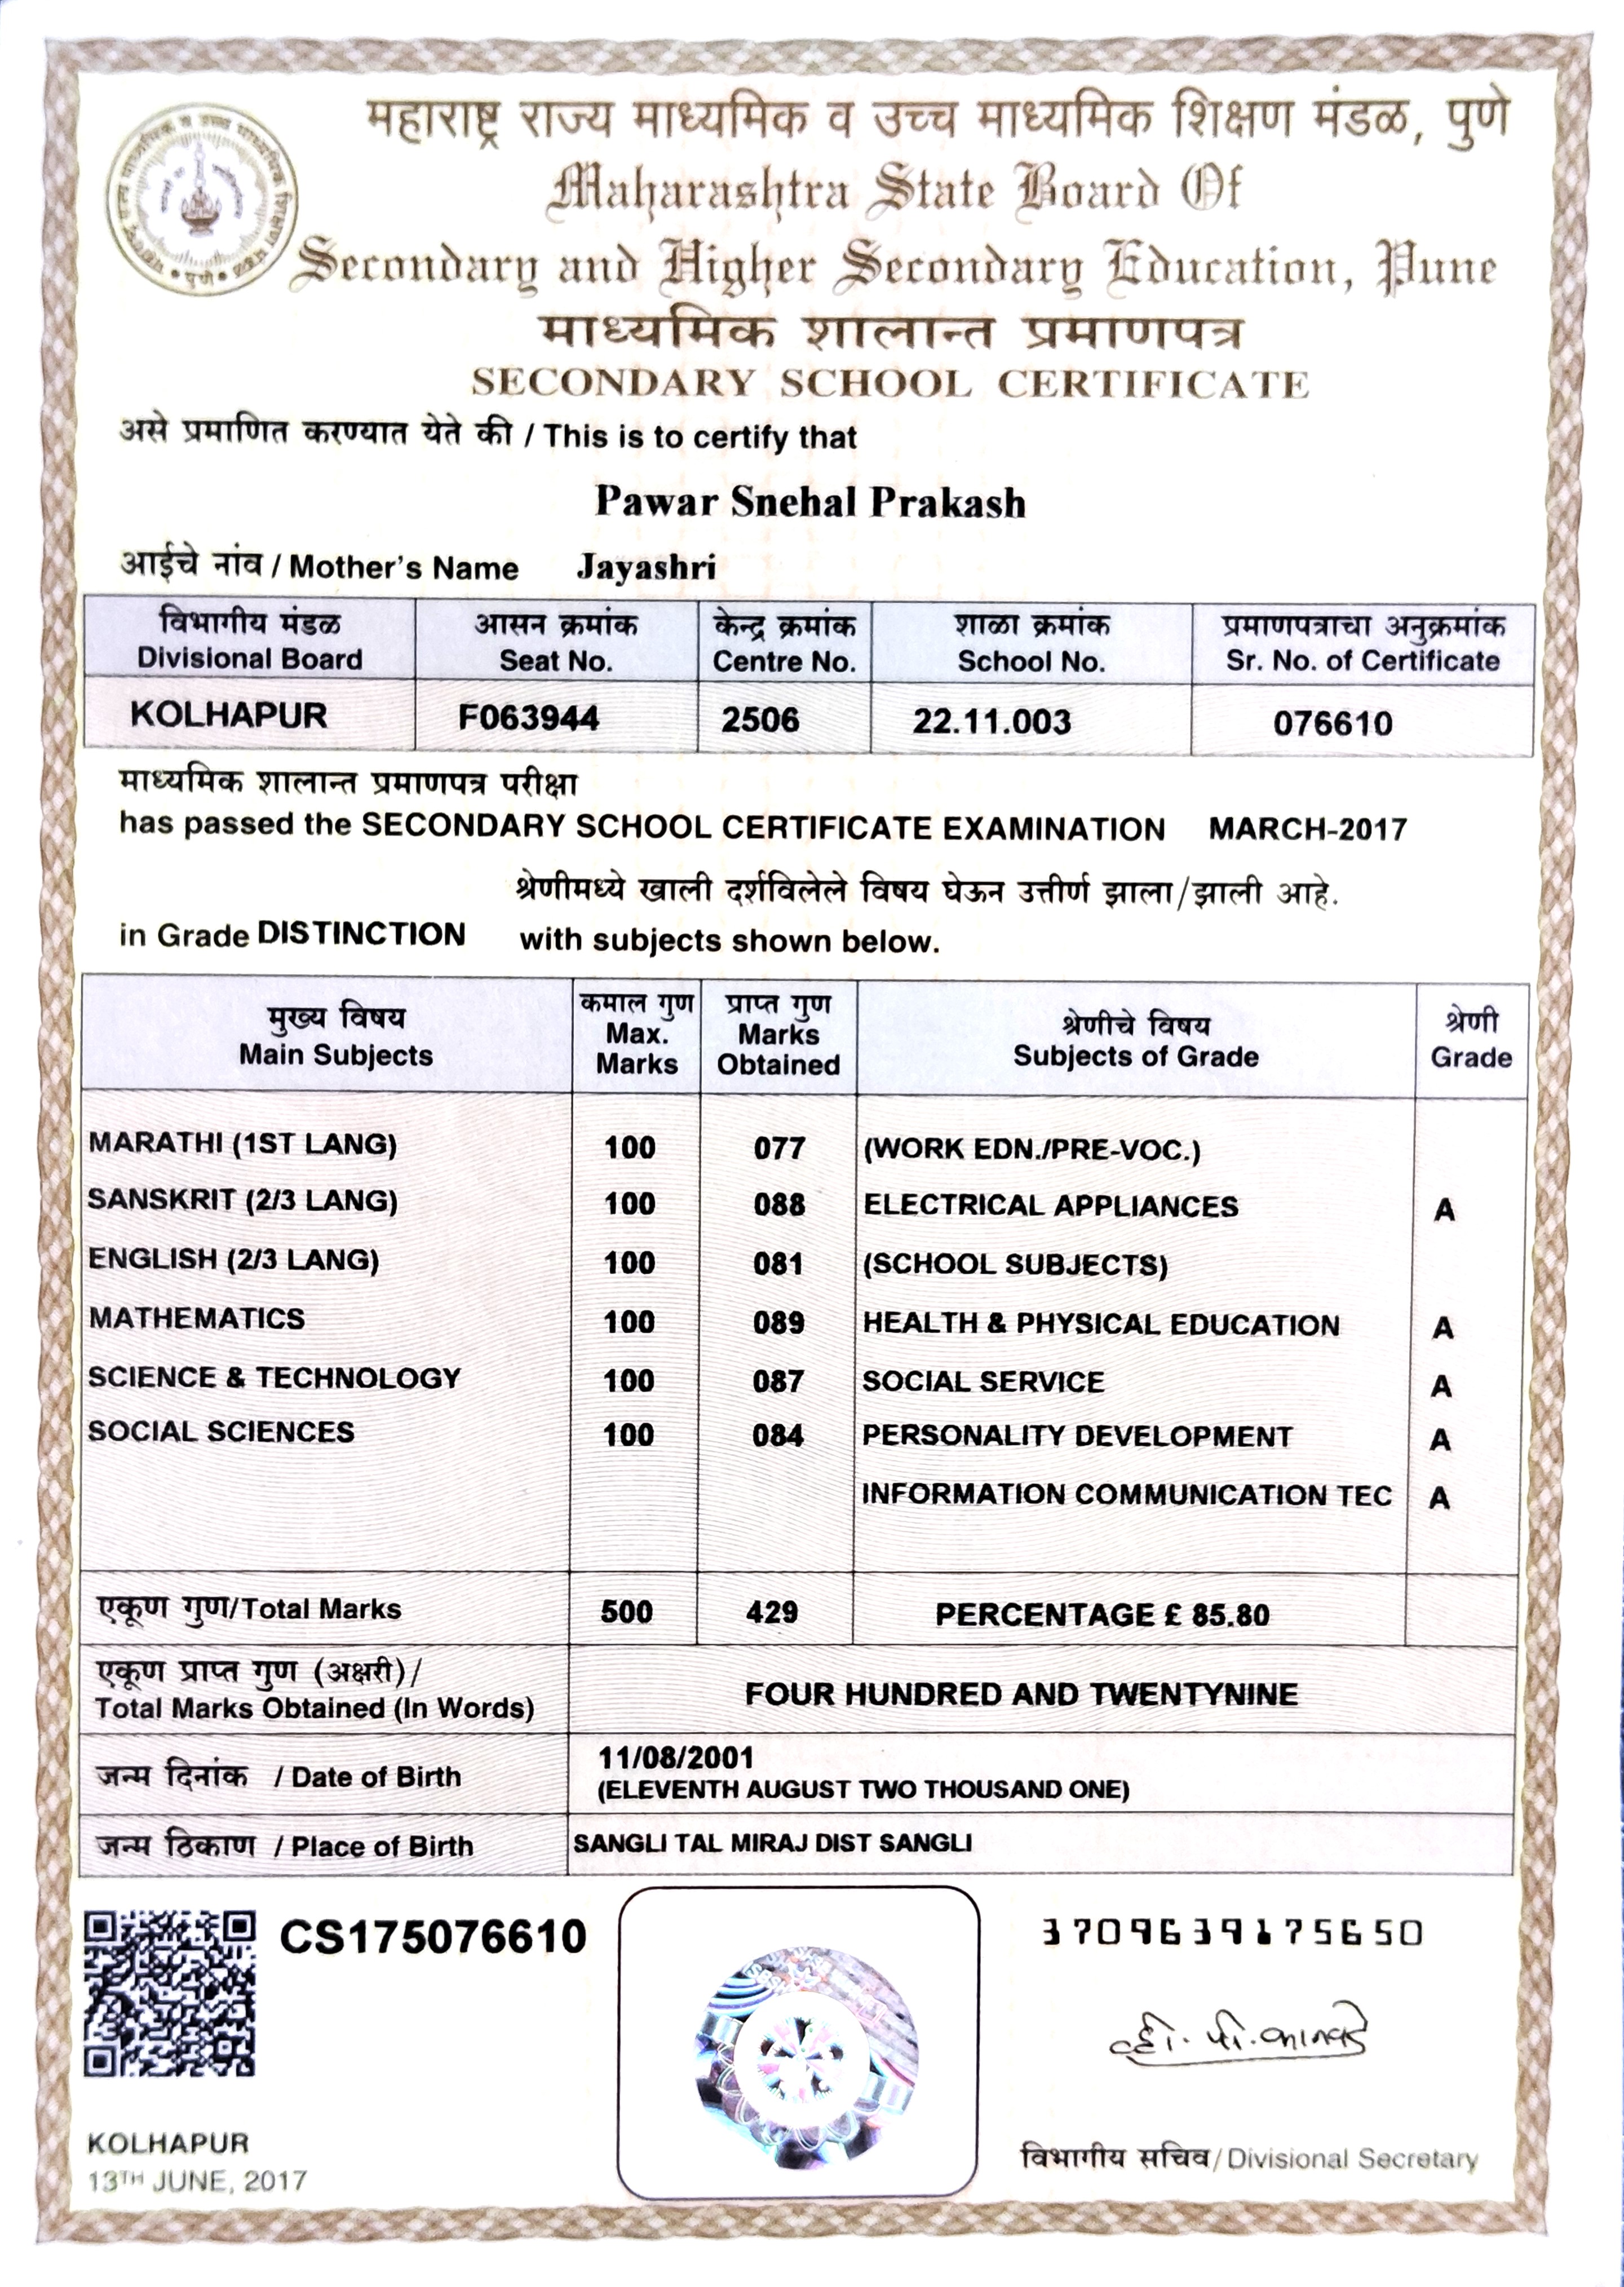 महाराष्ट्र राज्य माध्यमिक व उच्च माध्यमिक शिक्षण मंडळ, पुणे
Maharashtra State Board Of
Secondary and Higher Secondary Education, Pune
माध्यमिक शालान्त प्रमाणपत्र
SECONDARY SCHOOL CERTIFICATE
असे प्रमाणित करण्यात येते की / This is to certify that
Pawar Snehal Prakash
आईचे नांव / Mother's Name Jayashri
विभागीय मंडळ आसन क्रमांक केन्द्र क्रमांक शाळा क्रमांक प्रमाणपत्राचा अनुक्रमांक
Divisional Board Seat No. Centre No. School No. Sr. No. of Certificate
KOLHAPUR F063944 2506 22.11.003 076610
माध्यमिक शालान्त प्रमाणपत्र परीक्षा
has passed the SECONDARY SCHOOL CERTIFICATE EXAMINATION MARCH-2017
श्रेणीमध्ये खाली दर्शविलेले विषय घेऊन उत्तीर्ण झाला/झाली आहे.
in Grade DISTINCTION with subjects shown below.
मुख्य विषय कमाल गुण प्राप्त गुण श्रेणीचे विषय श्रेणी
Main Subjects Max. Marks Marks Obtained Subjects of Grade Grade
MARATHI (1ST LANG) 100 077 (WORK EDN./PRE-VOC.)
SANSKRIT (2/3 LANG) 100 088 ELECTRICAL APPLIANCES A
ENGLISH (2/3 LANG) 100 081 (SCHOOL SUBJECTS)
MATHEMATICS 100 089 HEALTH & PHYSICAL EDUCATION A
SCIENCE & TECHNOLOGY 100 087 SOCIAL SERVICE A
SOCIAL SCIENCES 100 084 PERSONALITY DEVELOPMENT A
INFORMATION COMMUNICATION TEC A
एकूण गुण/Total Marks 500 429 PERCENTAGE £ 85.80
एकूण प्राप्त गुण (अक्षरी)/
Total Marks Obtained (In Words) FOUR HUNDRED AND TWENTYNINE
जन्म दिनांक / Date of Birth 11/08/2001
(ELEVENTH AUGUST TWO THOUSAND ONE)
जन्म ठिकाण / Place of Birth SANGLI TAL MIRAJ DIST SANGLI
CS175076610
3709639175650
KOLHAPUR
13TH JUNE, 2017
विभागीय सचिव/Divisional Secretary